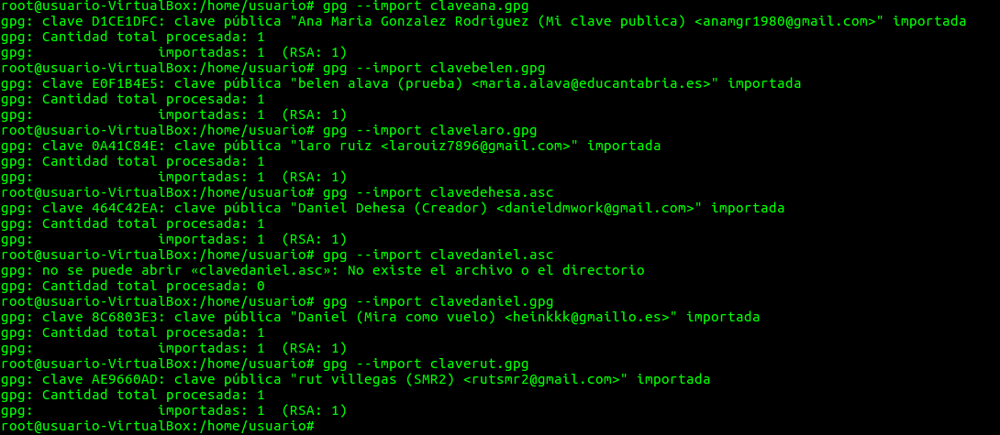 root@usuario-VirtualBox:/home/usuario# gpg --import claveana.gpg
gpg: clave D1CE1DFC: clave pública "Ana Maria Gonzalez Rodriguez (Mi clave publica) <anamgr1980@gmail.com>" importada
gpg: Cantidad total procesada: 1
gpg:               importadas: 1  (RSA: 1)
root@usuario-VirtualBox:/home/usuario# gpg --import clavebelen.gpg
gpg: clave E0F1B4E5: clave pública "belen alava (prueba) <maria.alava@educantabria.es>" importada
gpg: Cantidad total procesada: 1
gpg:               importadas: 1  (RSA: 1)
root@usuario-VirtualBox:/home/usuario# gpg --import clavelaro.gpg
gpg: clave 0A41C84E: clave pública "laro ruiz <larouiz7896@gmail.com>" importada
gpg: Cantidad total procesada: 1
gpg:               importadas: 1  (RSA: 1)
root@usuario-VirtualBox:/home/usuario# gpg --import clavedehesa.asc
gpg: clave 464C42EA: clave pública "Daniel Dehesa (Creador) <danieldmwork@gmail.com>" importada
gpg: Cantidad total procesada: 1
gpg:               importadas: 1  (RSA: 1)
root@usuario-VirtualBox:/home/usuario# gpg --import clavedaniel.asc
gpg: no se puede abrir «clavedaniel.asc»: No existe el archivo o el directorio
gpg: Cantidad total procesada: 0
root@usuario-VirtualBox:/home/usuario# gpg --import clavedaniel.gpg
gpg: clave 8C6803E3: clave pública "Daniel (Mira como vuelo) <heinkkk@gmaillo.es>" importada
gpg: Cantidad total procesada: 1
gpg:               importadas: 1  (RSA: 1)
root@usuario-VirtualBox:/home/usuario# gpg --import claverut.gpg
gpg: clave AE9660AD: clave pública "rut villegas (SMR2) <rutsmr2@gmail.com>" importada
gpg: Cantidad total procesada: 1
gpg:               importadas: 1  (RSA: 1)
root@usuario-VirtualBox:/home/usuario#